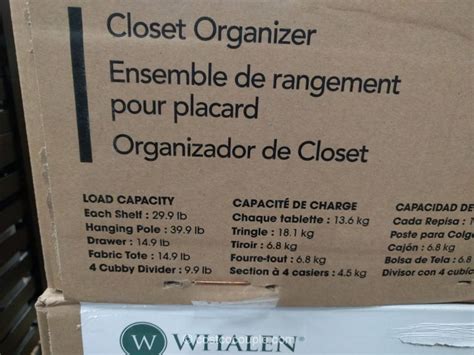 Closet Organizer
Ensemble de rangement
pour placard
Organizador de Closet
LOAD CAPACITY
Each Shelf : 29.9 lb
Hanging Pole : 39.9 lb
Drawer : 14.9 lb
Fabric Tote : 14.9 lb
4 Cubby Divider : 9.9 lb
CAPACITÉ DE CHARGE
Chaque tablette : 13.6 kg
Tringle : 18.1 kg
Tiroir : 6.8 kg
Fourre-tout : 6.8 kg
Section à 4 casiers : 4.5 kg
CAPACIDAD DE
Cada Repisa :
Poste para Colga
Cajón : 6.8 kg
Bolsa de Tela : 6.8
Divisor con 4 cubíc
W WHALEN